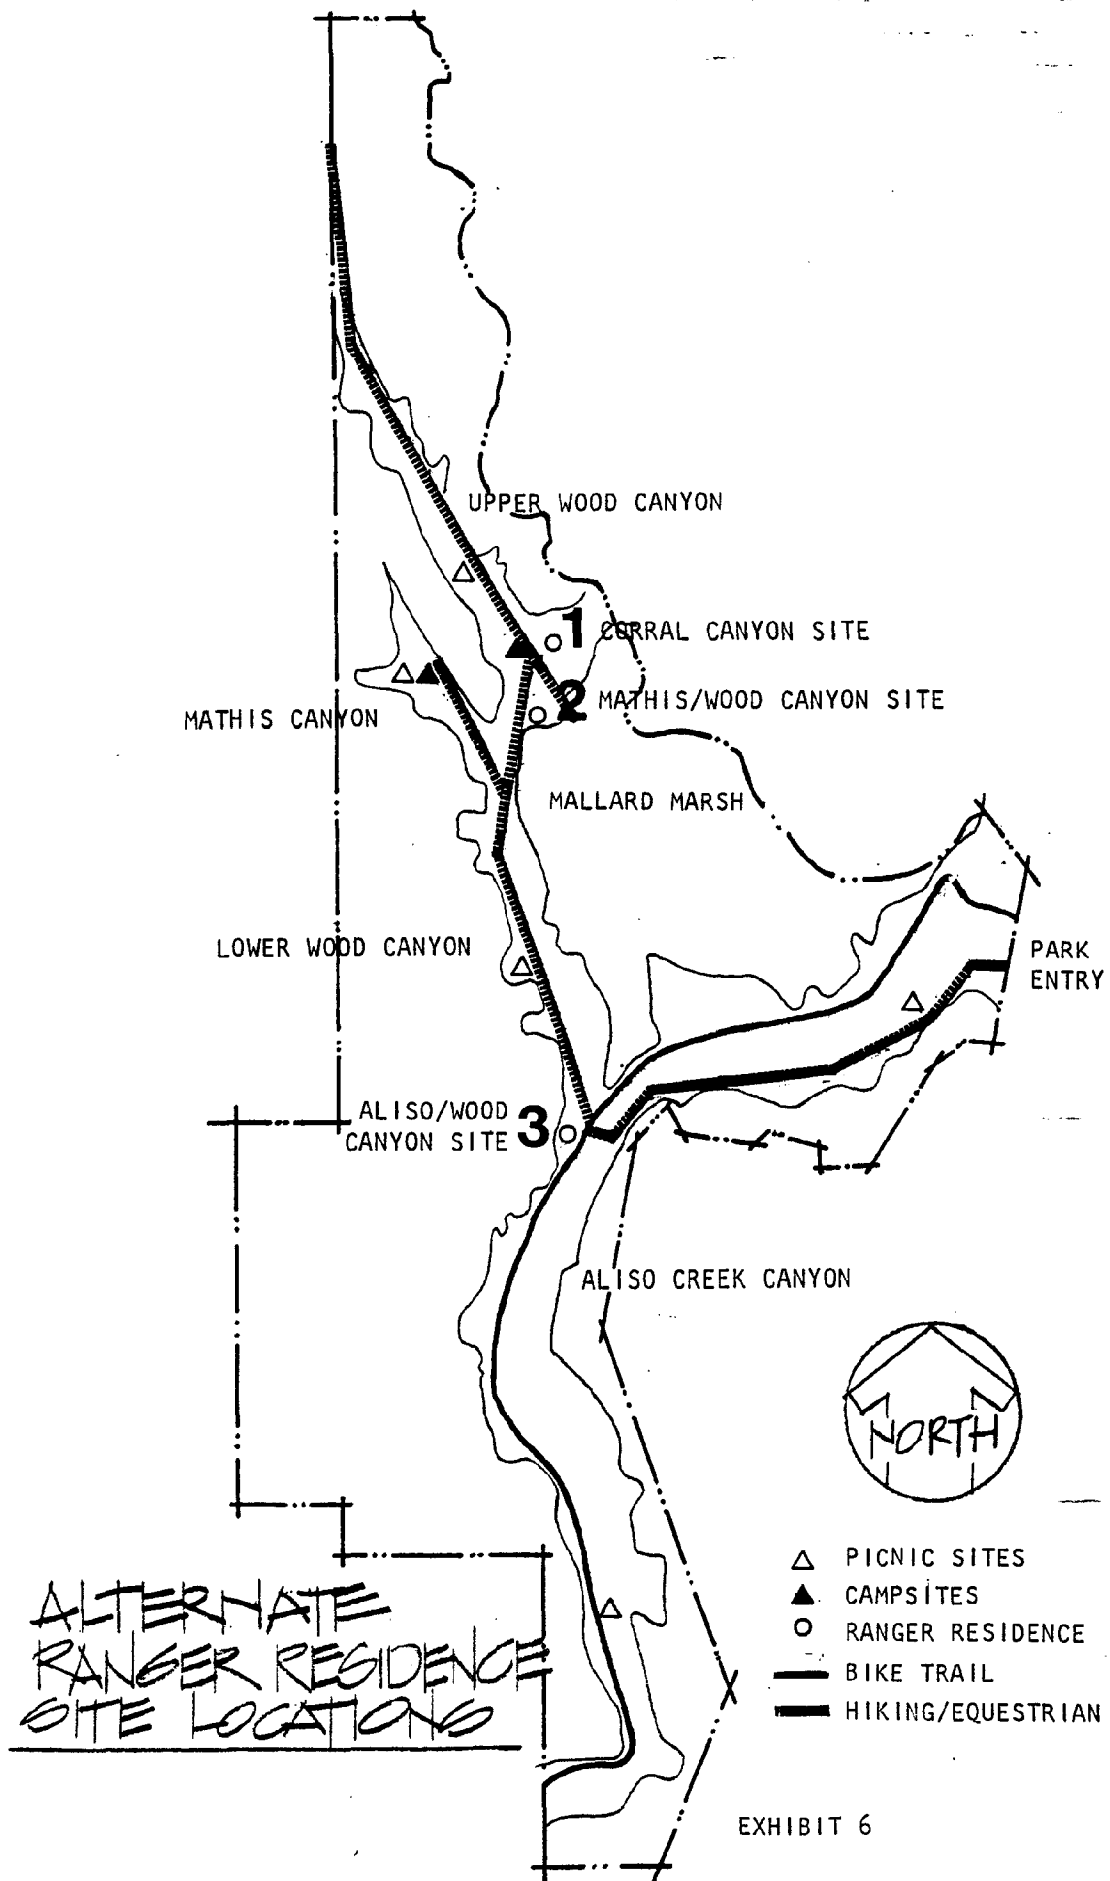 UPPER WOOD CANYON
1 CORRAL CANYON SITE
2 MATHIS/WOOD CANYON SITE
MATHIS CANYON
MALLARD MARSH
LOWER WOOD CANYON
PARK
ENTRY
ALISO/WOOD
CANYON SITE 3
ALISO CREEK CANYON
NORTH
PICNIC SITES
CAMPSITES
RANGER RESIDENCE
BIKE TRAIL
HIKING/EQUESTRIAN
ALTERNATE
RANGER RESIDENCE
SITE LOCATIONS
EXHIBIT 6